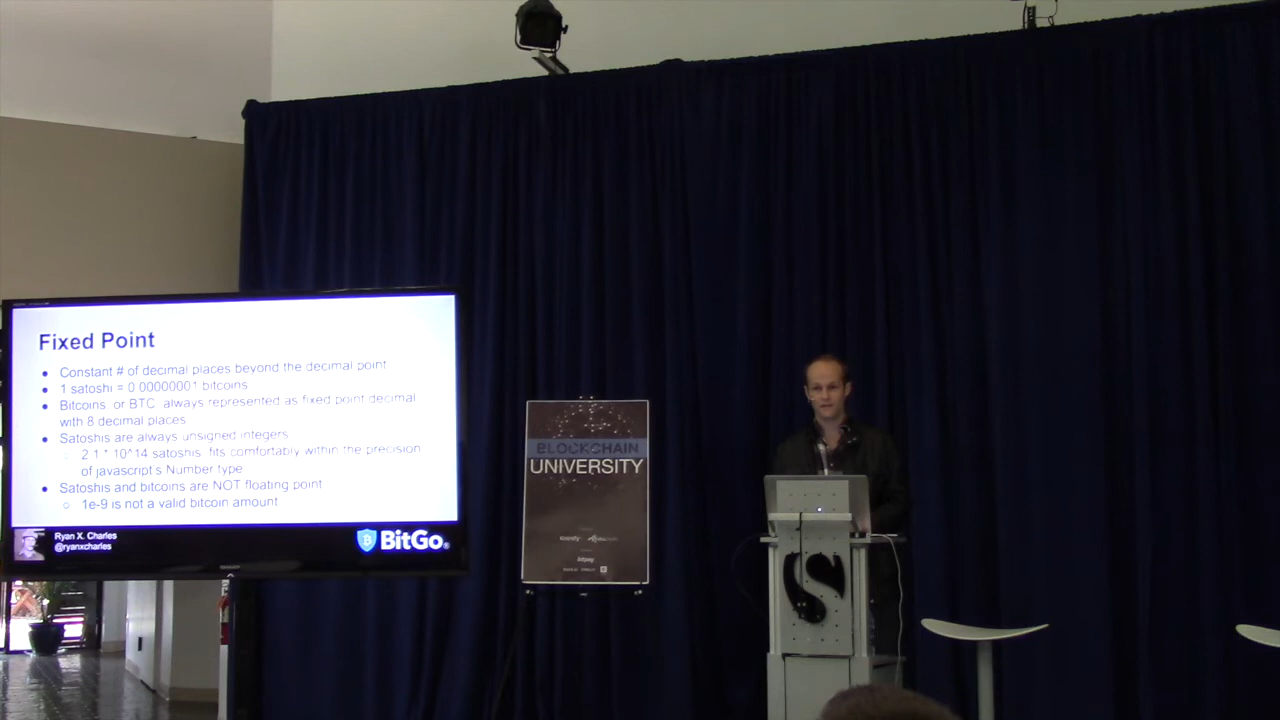 Fixed Point
• Constant # of decimal places beyond the decimal point
• 1 satoshi = 0.00000001 bitcoins
• Bitcoins, or BTC, always represented as fixed point decimal
with 8 decimal places
• Satoshis are always unsigned integers
○ 2.1 * 10^14 satoshis, fits comfortably within the precision
of javascript's Number type
• Satoshis and bitcoins are NOT floating point
○ 1e-9 is not a valid bitcoin amount
Ryan X. Charles
@ryanxcharles
BitGo
BLOCKCHAIN
UNIVERSITY
bitpay
S